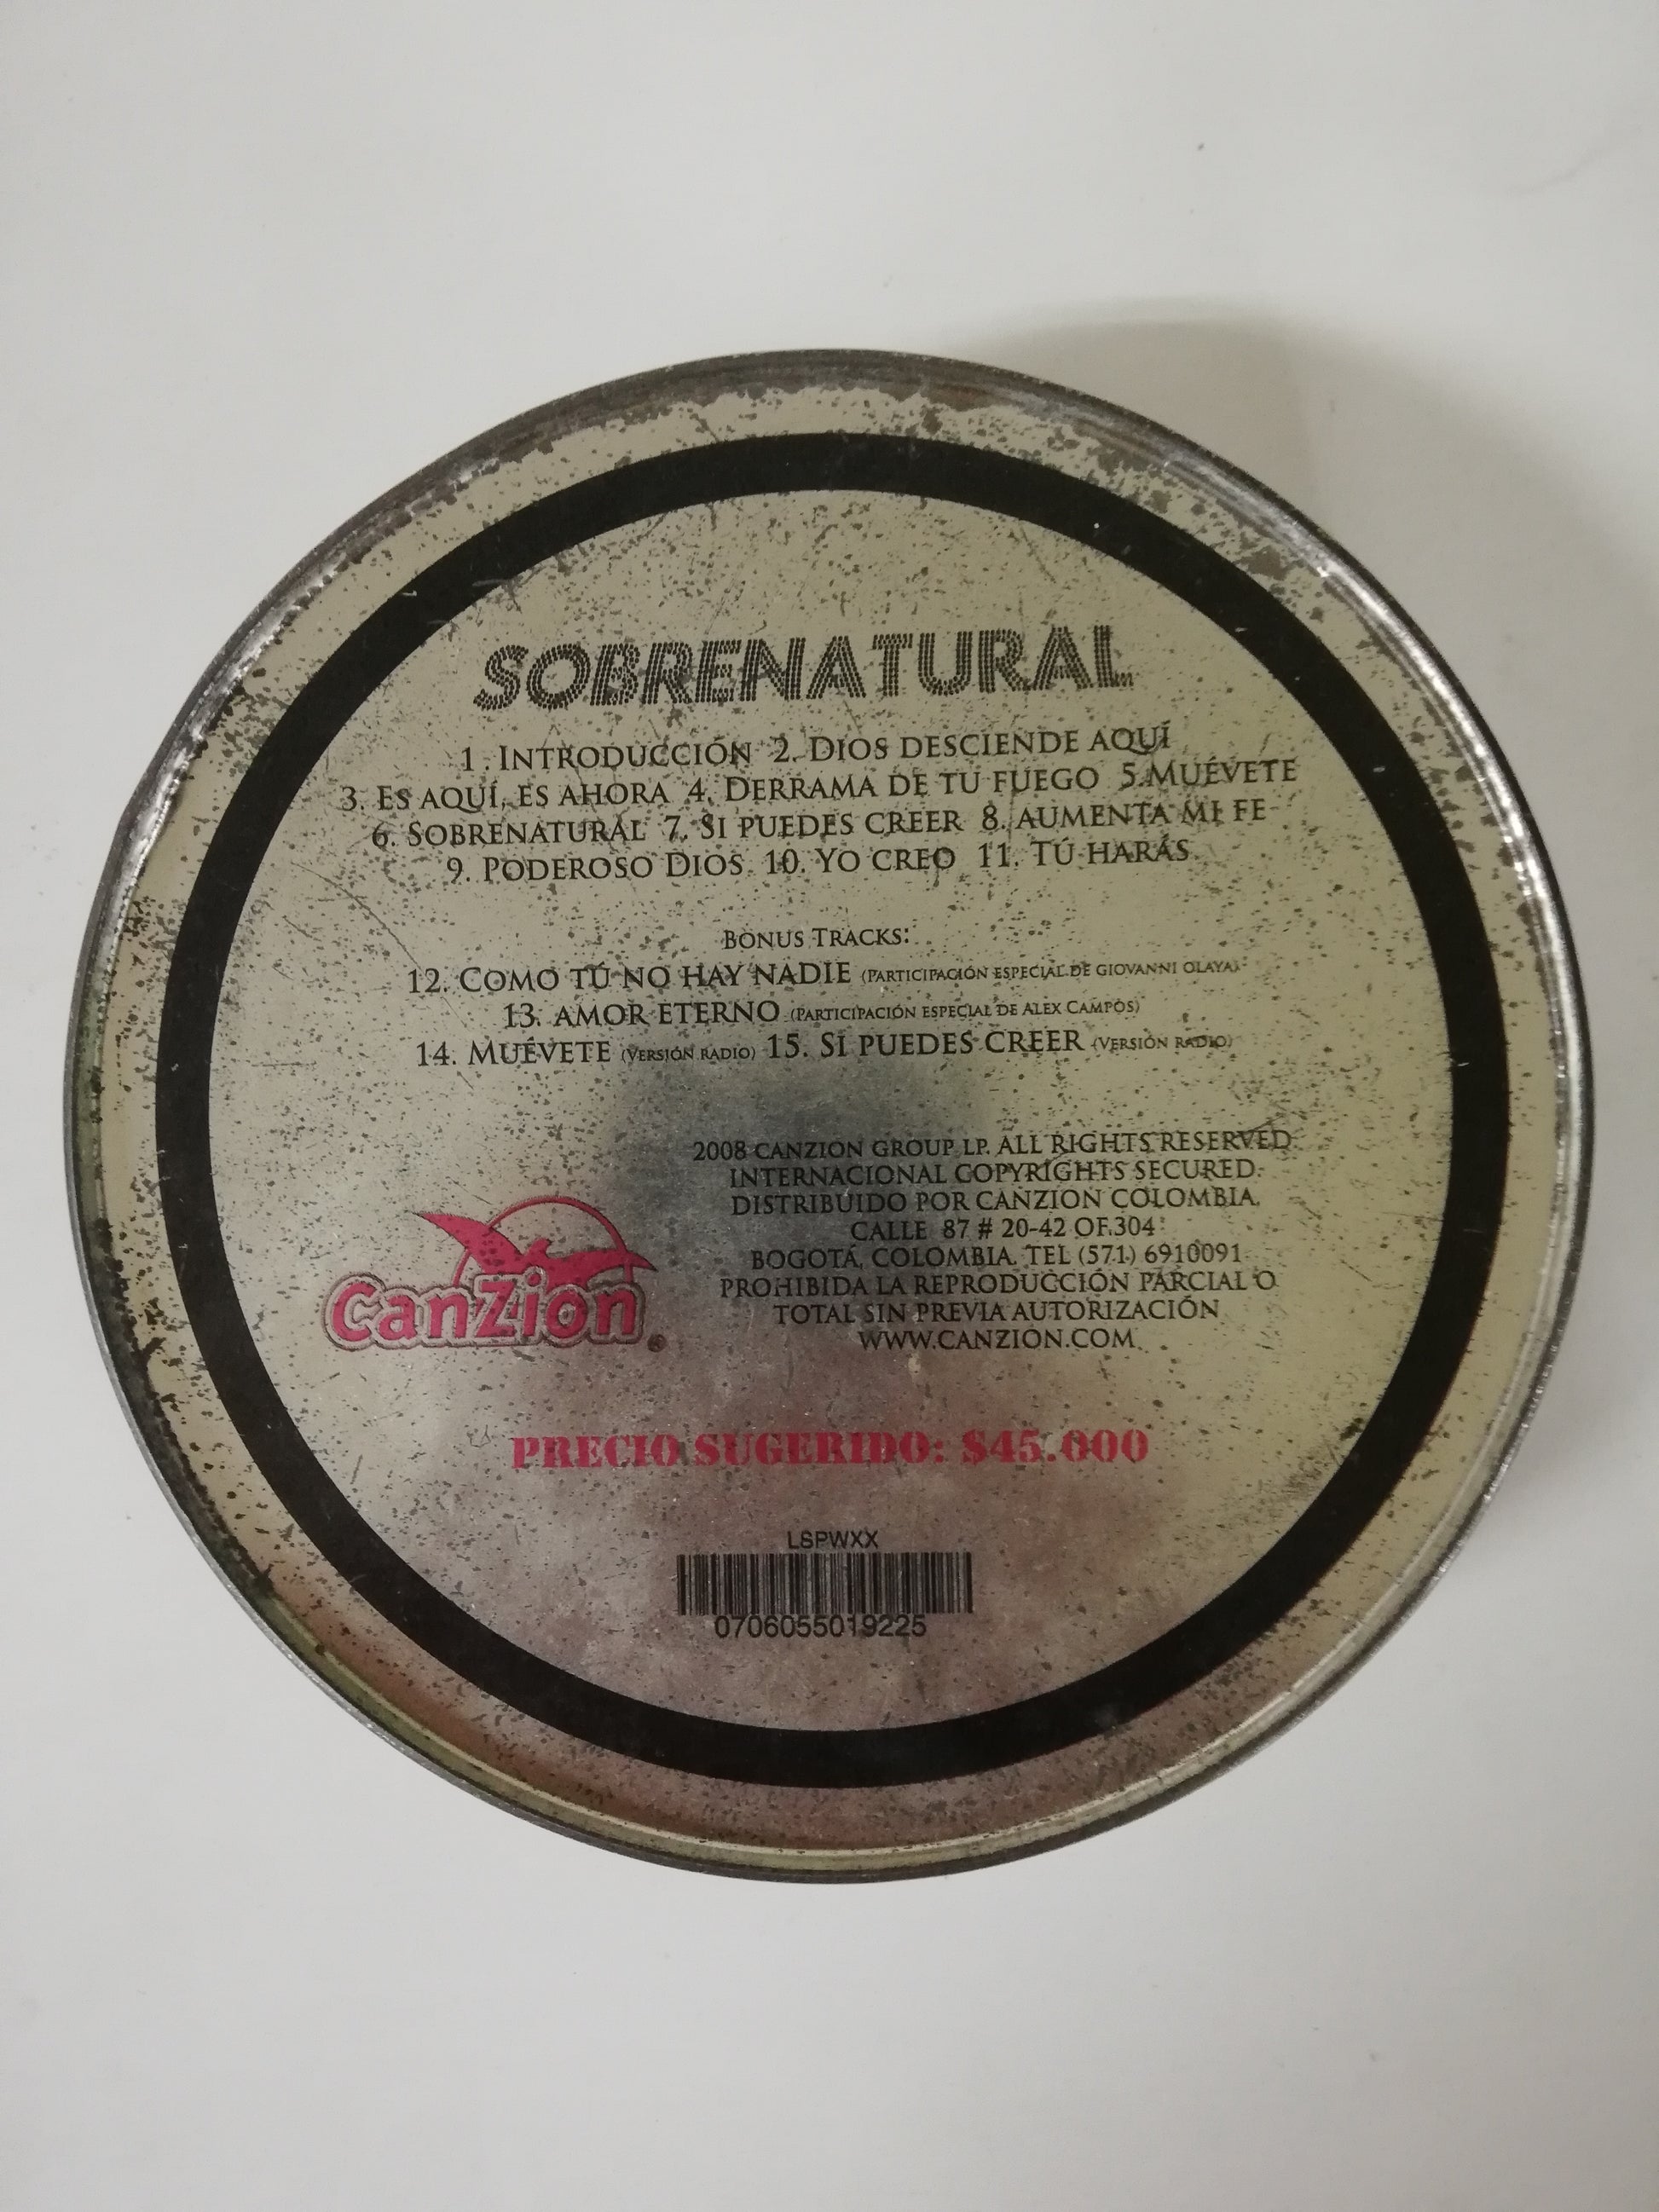 SOBRENATURAL
1. INTRODUCCIÓN 2. DIOS DESCIENDE AQUÍ
3. ES AQUÍ, ES AHORA 4. DERRAMA DE TU FUEGO 5. MUÉVETE
6. SOBRENATURAL 7. SI PUEDES CREER 8. AUMENTA MI FE
9. PODEROSO DIOS 10. YO CREO 11. TÚ HARÁS
BONUS TRACKS:
12. COMO TÚ NO HAY NADIE (PARTICIPACIÓN ESPECIAL DE GIOVANNI OLAYA)
13. AMOR ETERNO (PARTICIPACIÓN ESPECIAL DE ALEX CAMPOS)
14. MUÉVETE (VERSIÓN RADIO) 15. SI PUEDES CREER (VERSIÓN RADIO)
2008 CANZION GROUP LP. ALL RIGHTS RESERVED.
INTERNACIONAL COPYRIGHTS SECURED.
DISTRIBUIDO POR CANZION COLOMBIA.
CALLE 87 # 20-42 OF.304
BOGOTÁ, COLOMBIA. TEL (571) 6910091
PROHIBIDA LA REPRODUCCIÓN PARCIAL O
TOTAL SIN PREVIA AUTORIZACIÓN
WWW.CANZION.COM
CanZion®
PRECIO SUGERIDO: $45.000
LSPWXX
0706055019225